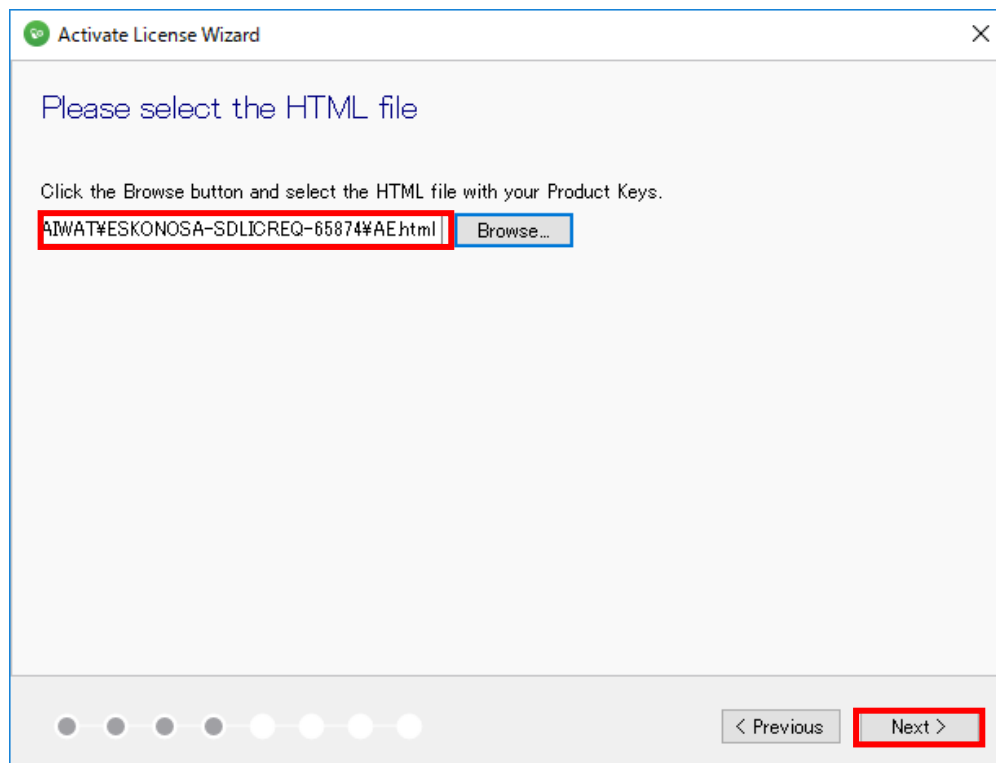 Activate License Wizard
Please select the HTML file
Click the Browse button and select the HTML file with your Product Keys.
AIWAT¥ESKONOSA-SDLICREQ-65874¥AE.html
Browse...
< Previous
Next >